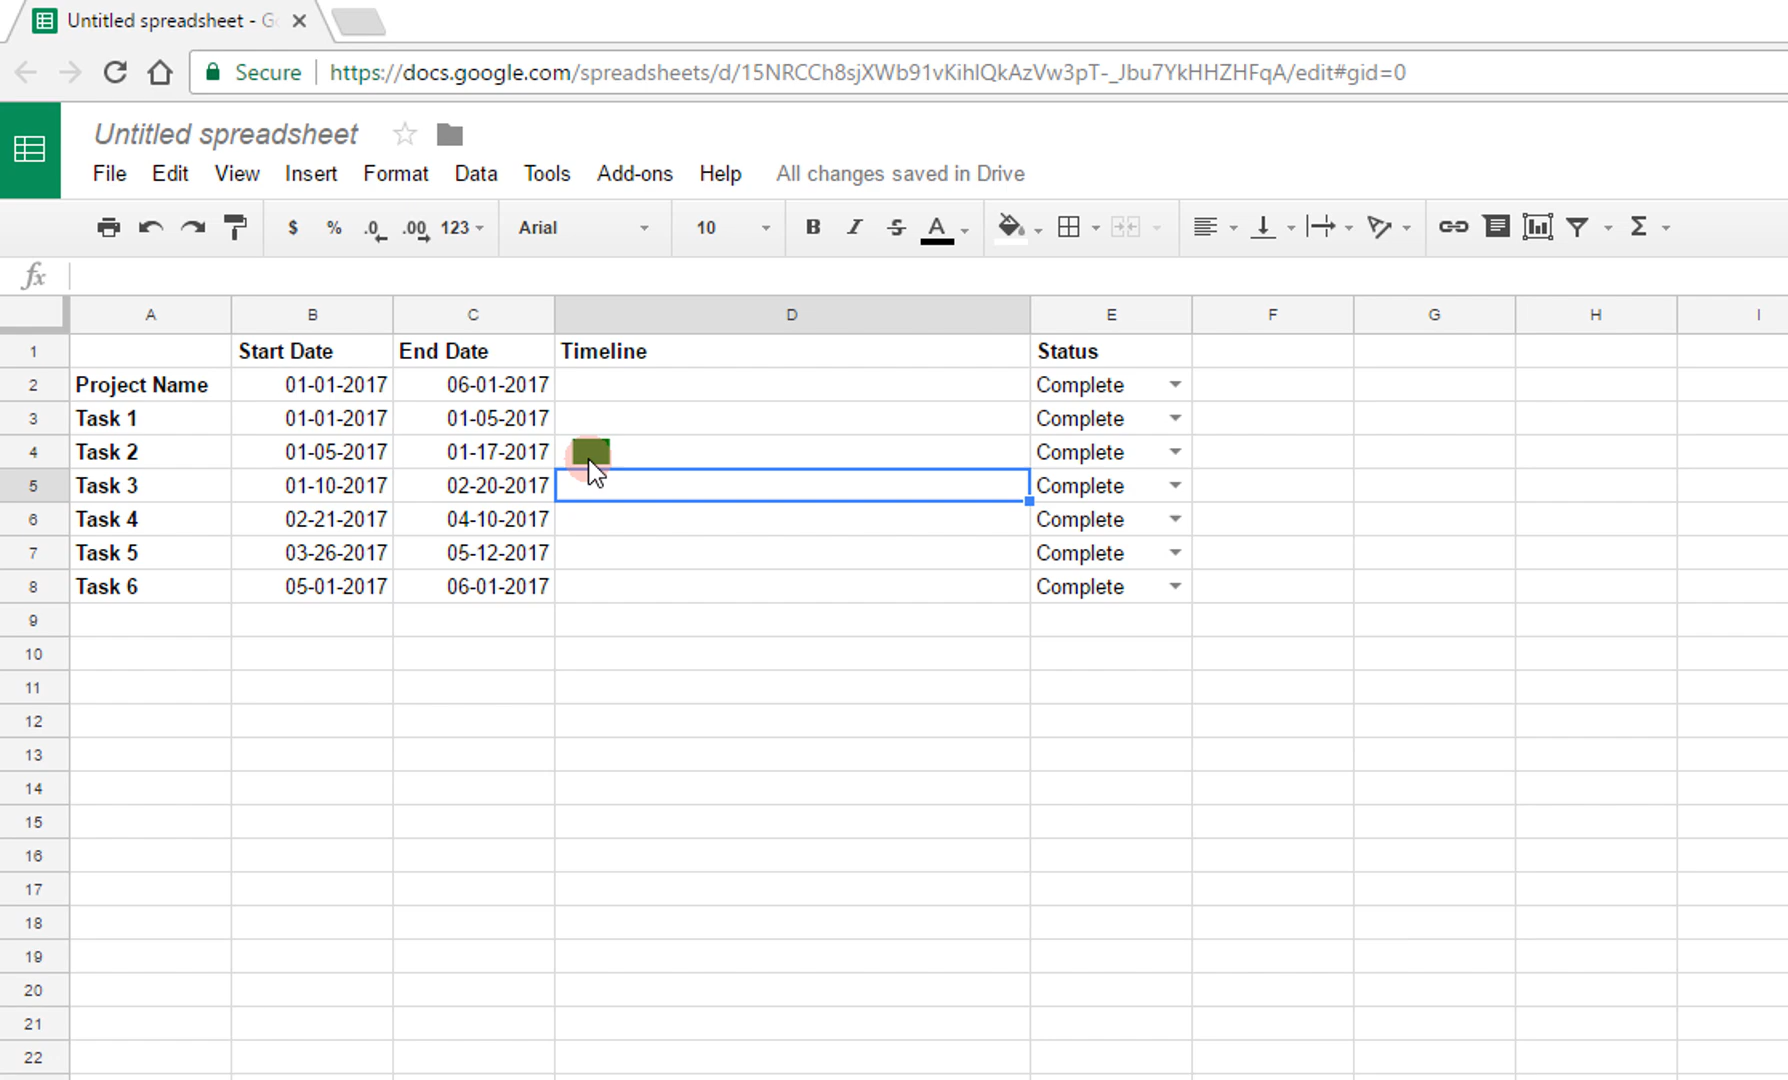 Untitled spreadsheet - G
Secure https://docs.google.com/spreadsheets/d/15NRCCh8sjXWb91vKihIQkAzVw3pT-_Jbu7YkHHZHFqA/edit#gid=0
Untitled spreadsheet
File Edit View Insert Format Data Tools Add-ons Help All changes saved in Drive
$ % .0 .00 123 Arial 10 B I S A Σ
fx
A B C D E F G H I
1 Start Date End Date Timeline Status
2 Project Name 01-01-2017 06-01-2017 Complete
3 Task 1 01-01-2017 01-05-2017 Complete
4 Task 2 01-05-2017 01-17-2017 Complete
5 Task 3 01-10-2017 02-20-2017 Complete
6 Task 4 02-21-2017 04-10-2017 Complete
7 Task 5 03-26-2017 05-12-2017 Complete
8 Task 6 05-01-2017 06-01-2017 Complete
9
10
11
12
13
14
15
16
17
18
19
20
21
22